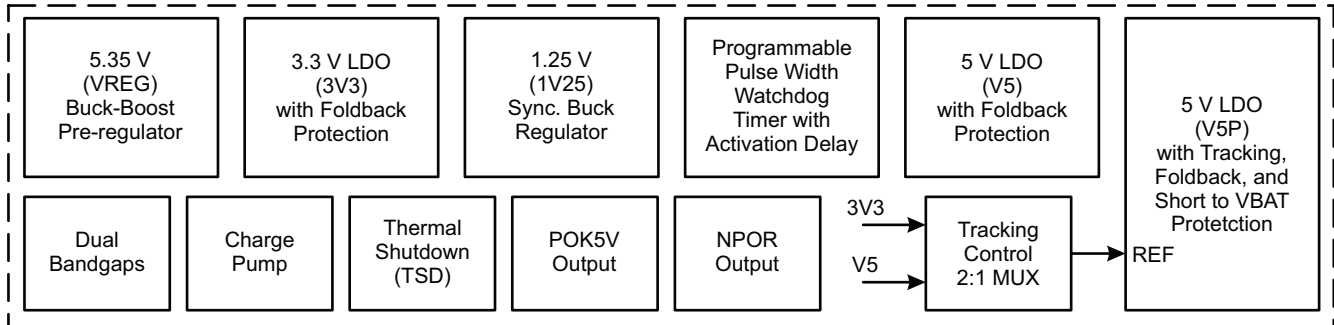 5.35 V
(VREG)
Buck-Boost
Pre-regulator
3.3 V LDO
(3V3)
with Foldback
Protection
1.25 V
(1V25)
Sync. Buck
Regulator
Programmable
Pulse Width
Watchdog
Timer with
Activation Delay
5 V LDO
(V5)
with Foldback
Protection
5 V LDO
(V5P)
with Tracking,
Foldback, and
Short to VBAT
Protetction
REF
Dual
Bandgaps
Charge
Pump
Thermal
Shutdown
(TSD)
POK5V
Output
NPOR
Output
3V3
V5
Tracking
Control
2:1 MUX